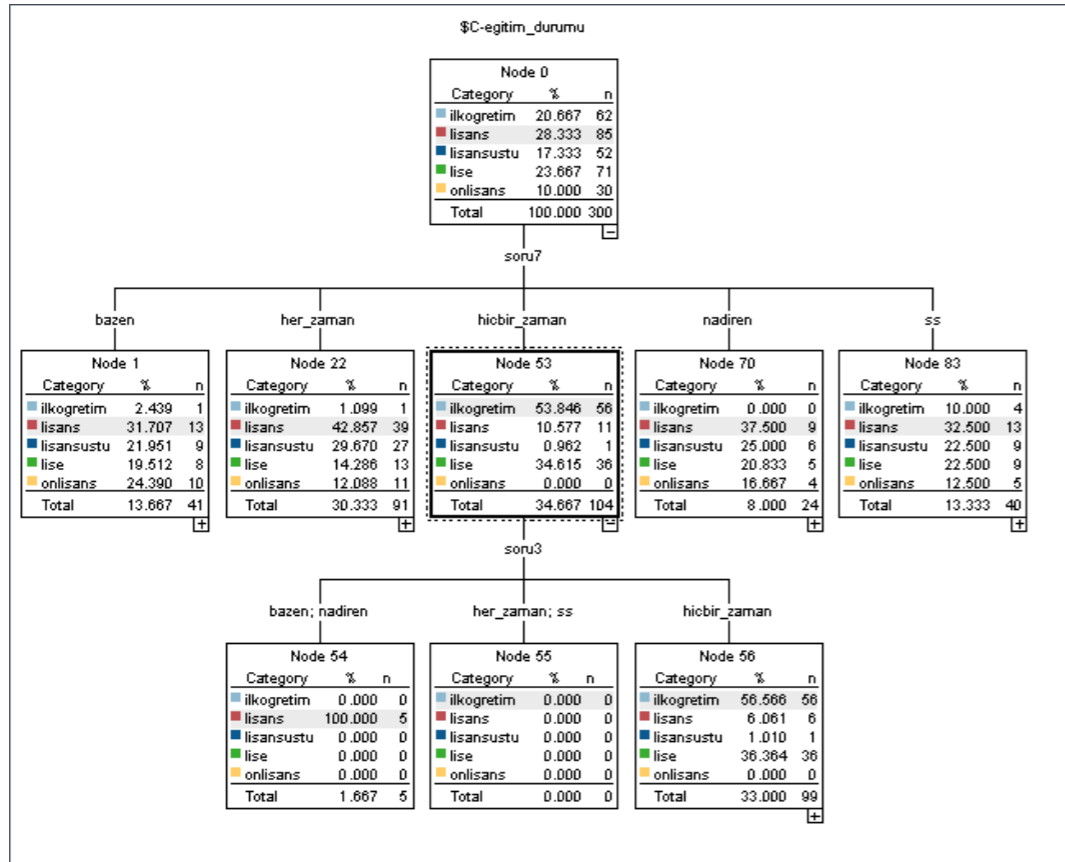 $C-egitim_durumu
Node 0
Category % n
ilkogretim 20.667 62
lisans 28.333 85
lisansustu 17.333 52
lise 23.667 71
onlisans 10.000 30
Total 100.000 300
soru7
bazen
her_zaman
hicbir_zaman
nadiren
ss
Node 1
Category % n
ilkogretim 2.439 1
lisans 31.707 13
lisansustu 21.951 9
lise 19.512 8
onlisans 24.390 10
Total 13.667 41
Node 22
Category % n
ilkogretim 1.099 1
lisans 42.857 39
lisansustu 29.670 27
lise 14.286 13
onlisans 12.088 11
Total 30.333 91
Node 53
Category % n
ilkogretim 53.846 56
lisans 10.577 11
lisansustu 0.962 1
lise 34.615 36
onlisans 0.000 0
Total 34.667 104
Node 70
Category % n
ilkogretim 0.000 0
lisans 37.500 9
lisansustu 25.000 6
lise 20.833 5
onlisans 16.667 4
Total 8.000 24
Node 83
Category % n
ilkogretim 10.000 4
lisans 32.500 13
lisansustu 22.500 9
lise 22.500 9
onlisans 12.500 5
Total 13.333 40
soru3
bazen; nadiren
her_zaman; ss
hicbir_zaman
Node 54
Category % n
ilkogretim 0.000 0
lisans 100.000 5
lisansustu 0.000 0
lise 0.000 0
onlisans 0.000 0
Total 1.667 5
Node 55
Category % n
ilkogretim 0.000 0
lisans 0.000 0
lisansustu 0.000 0
lise 0.000 0
onlisans 0.000 0
Total 0.000 0
Node 56
Category % n
ilkogretim 56.566 56
lisans 6.061 6
lisansustu 1.010 1
lise 36.364 36
onlisans 0.000 0
Total 33.000 99